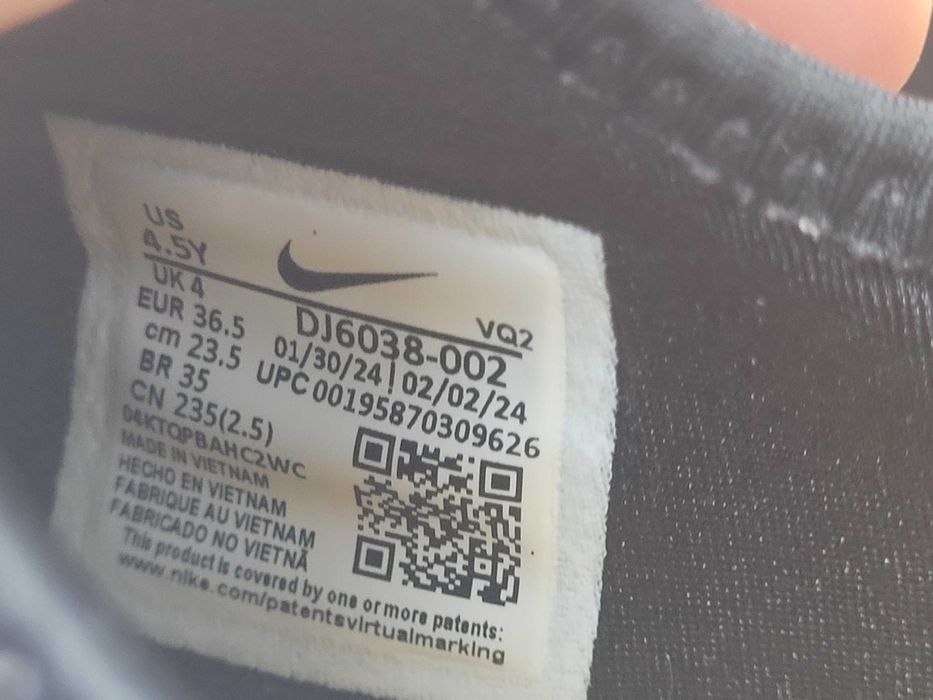 US
4.5Y
VQ2
UK 4
DJ6038-002
EUR 36.5
01/30/24 | 02/02/24
cm 23.5
UPC 00195870309626
BR 35
CN 235(2.5)
04KTQPBAHC2WC
MADE IN VIETNAM
HECHO EN VIETNAM
FABRIQUE AU VIETNAM
FABRICADO NO VIETNÃ
This product is covered by one or more patents:
www.nike.com/patentsvirtualmarking